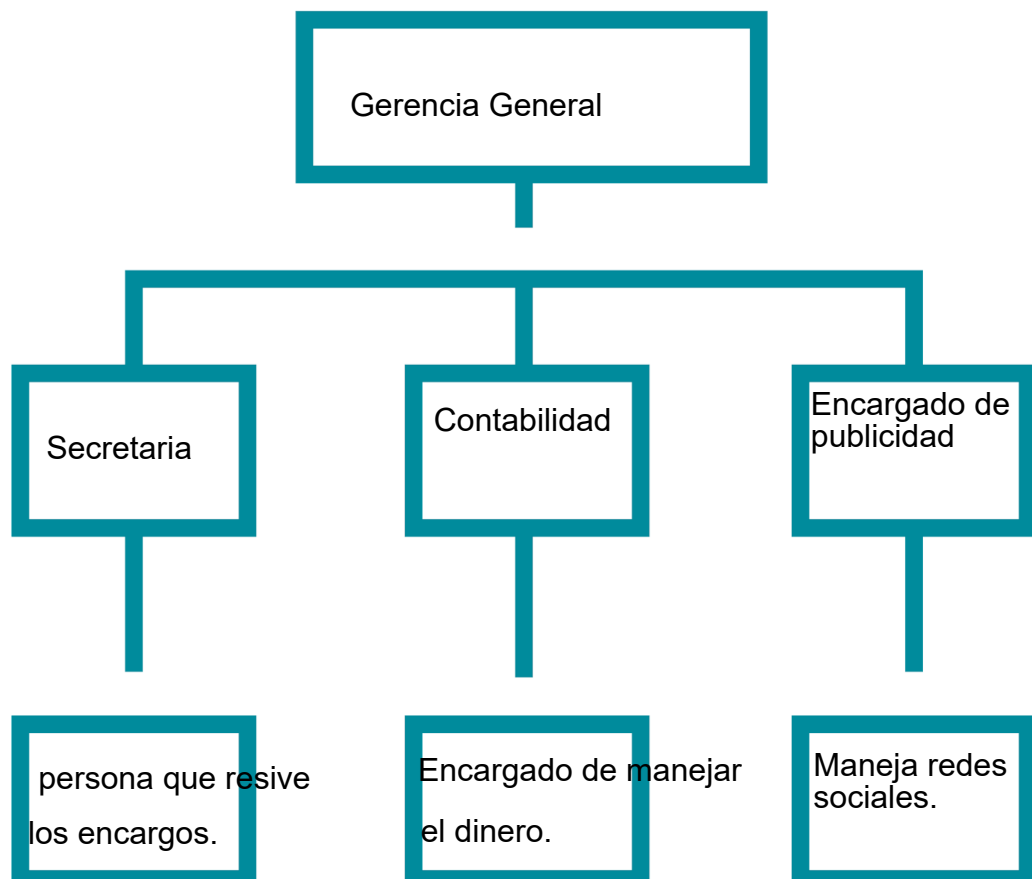 Gerencia General
Secretaria
Contabilidad
Encargado de
publicidad
persona que resive
los encargos.
Encargado de manejar
el dinero.
Maneja redes
sociales.